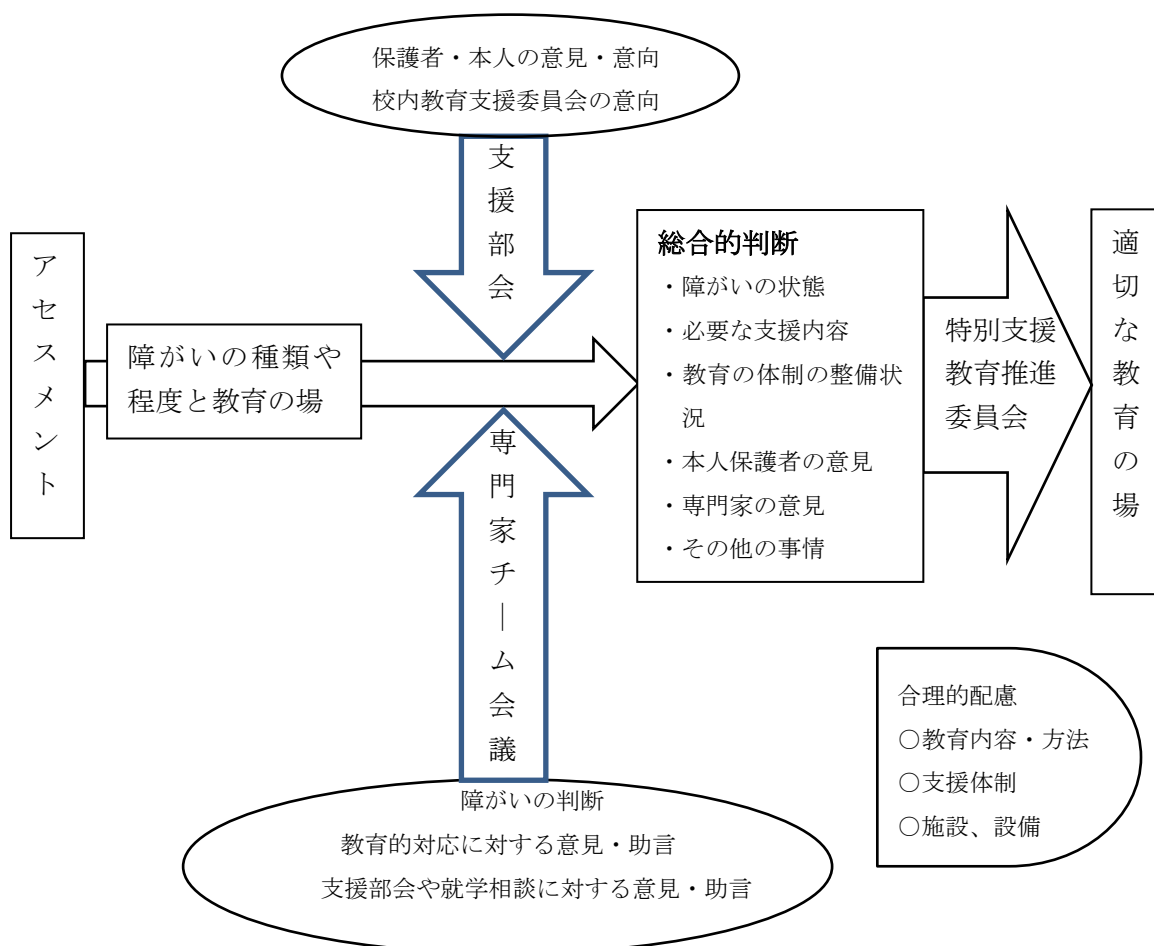 保護者・本人の意見・意向
校内教育支援委員会の意向
支援部会
アセスメント
障がいの種類や
程度と教育の場
総合的判断
・障がいの状態
・必要な支援内容
・教育の体制の整備状
況
・本人保護者の意見
・専門家の意見
・その他の事情
特別支援
教育推進
委員会
適切な教育の場
専門家チ―ム会議
障がいの判断
教育的対応に対する意見・助言
支援部会や就学相談に対する意見・助言
合理的配慮
○教育内容・方法
○支援体制
○施設、設備